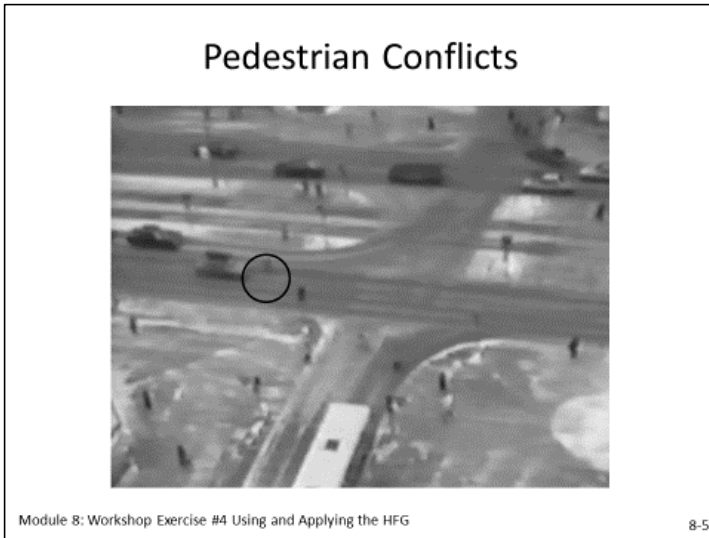 Pedestrian Conflicts
Module 8: Workshop Exercise #4 Using and Applying the HFG
8-5